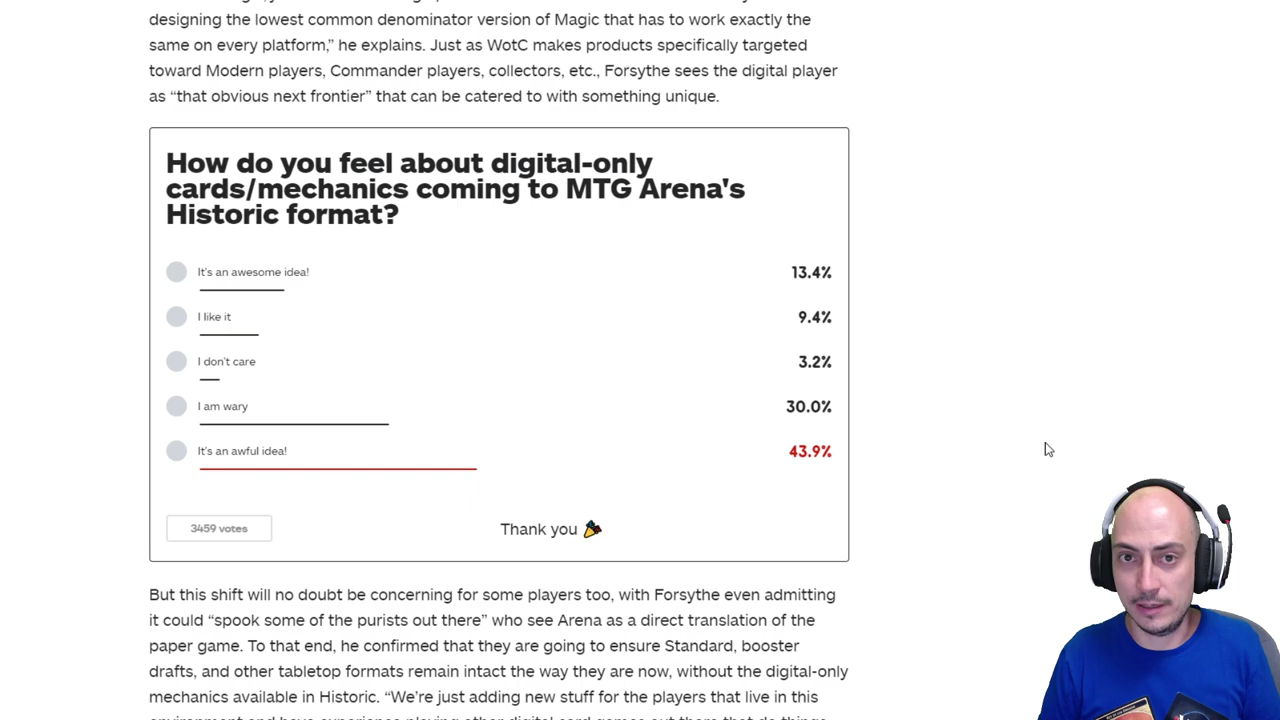 designing the lowest common denominator version of Magic that has to work exactly the
same on every platform,” he explains. Just as WotC makes products specifically targeted
toward Modern players, Commander players, collectors, etc., Forsythe sees the digital player
as “that obvious next frontier” that can be catered to with something unique.
How do you feel about digital-only
cards/mechanics coming to MTG Arena's
Historic format?
It's an awesome idea! 13.4%
I like it 9.4%
I don't care 3.2%
I am wary 30.0%
It's an awful idea! 43.9%
3459 votes Thank you
But this shift will no doubt be concerning for some players too, with Forsythe even admitting
it could “spook some of the purists out there” who see Arena as a direct translation of the
paper game. To that end, he confirmed that they are going to ensure Standard, booster
drafts, and other tabletop formats remain intact the way they are now, without the digital-only
mechanics available in Historic. “We’re just adding new stuff for the players that live in this